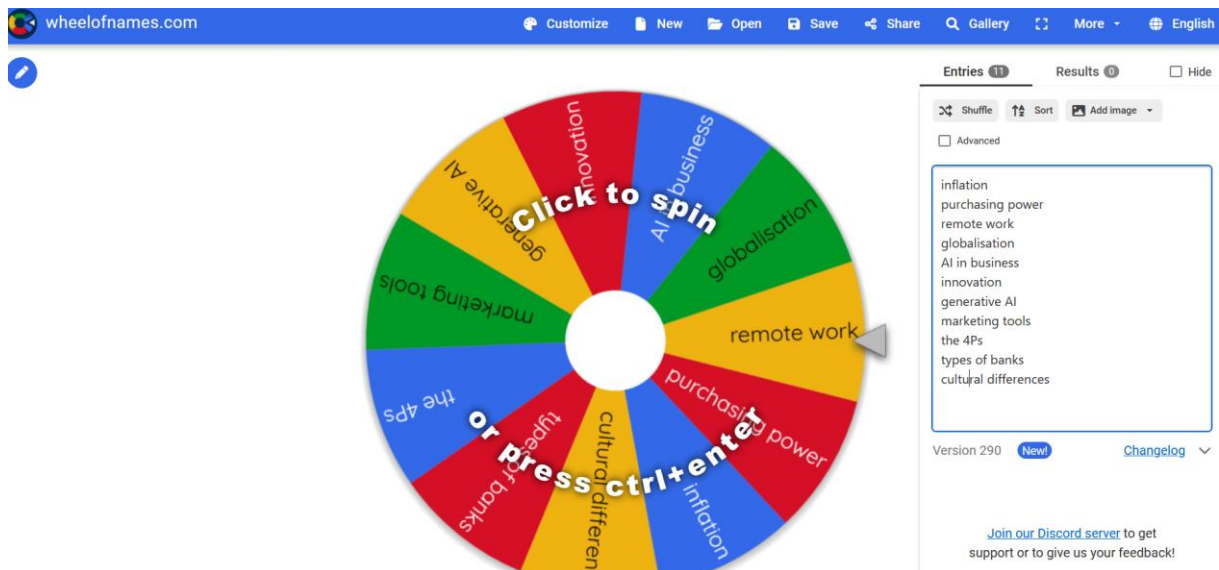 wheelofnames.com
Customize New Open Save Share Gallery More English
Entries 11 Results 0 Hide
Shuffle Sort Add image
Advanced
inflation
purchasing power
remote work
globalisation
AI in business
innovation
generative AI
marketing tools
the 4Ps
types of banks
cultural differences
Version 290 New! Changelog
Join our Discord server to get
support or to give us your feedback!
Click to spin
or press ctrl+enter
innovation
AI in business
globalisation
remote work
purchasing power
inflation
cultural differen
types of banks
the 4Ps
marketing tools
generative AI